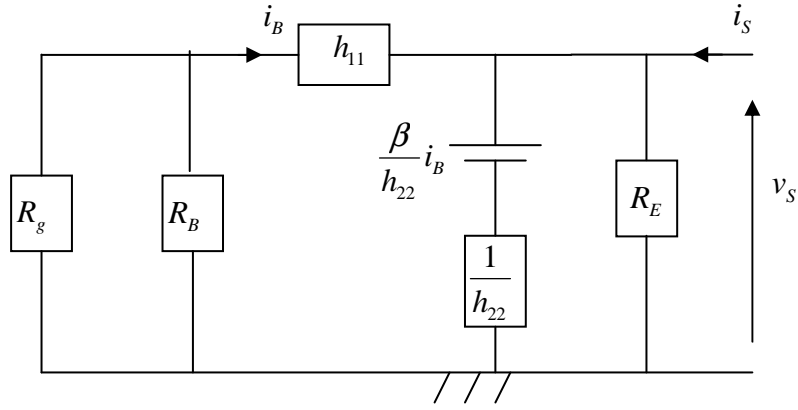 i_B
i_S
h_11
β/h_22 i_B
v_S
R_g
R_B
R_E
1/h_22